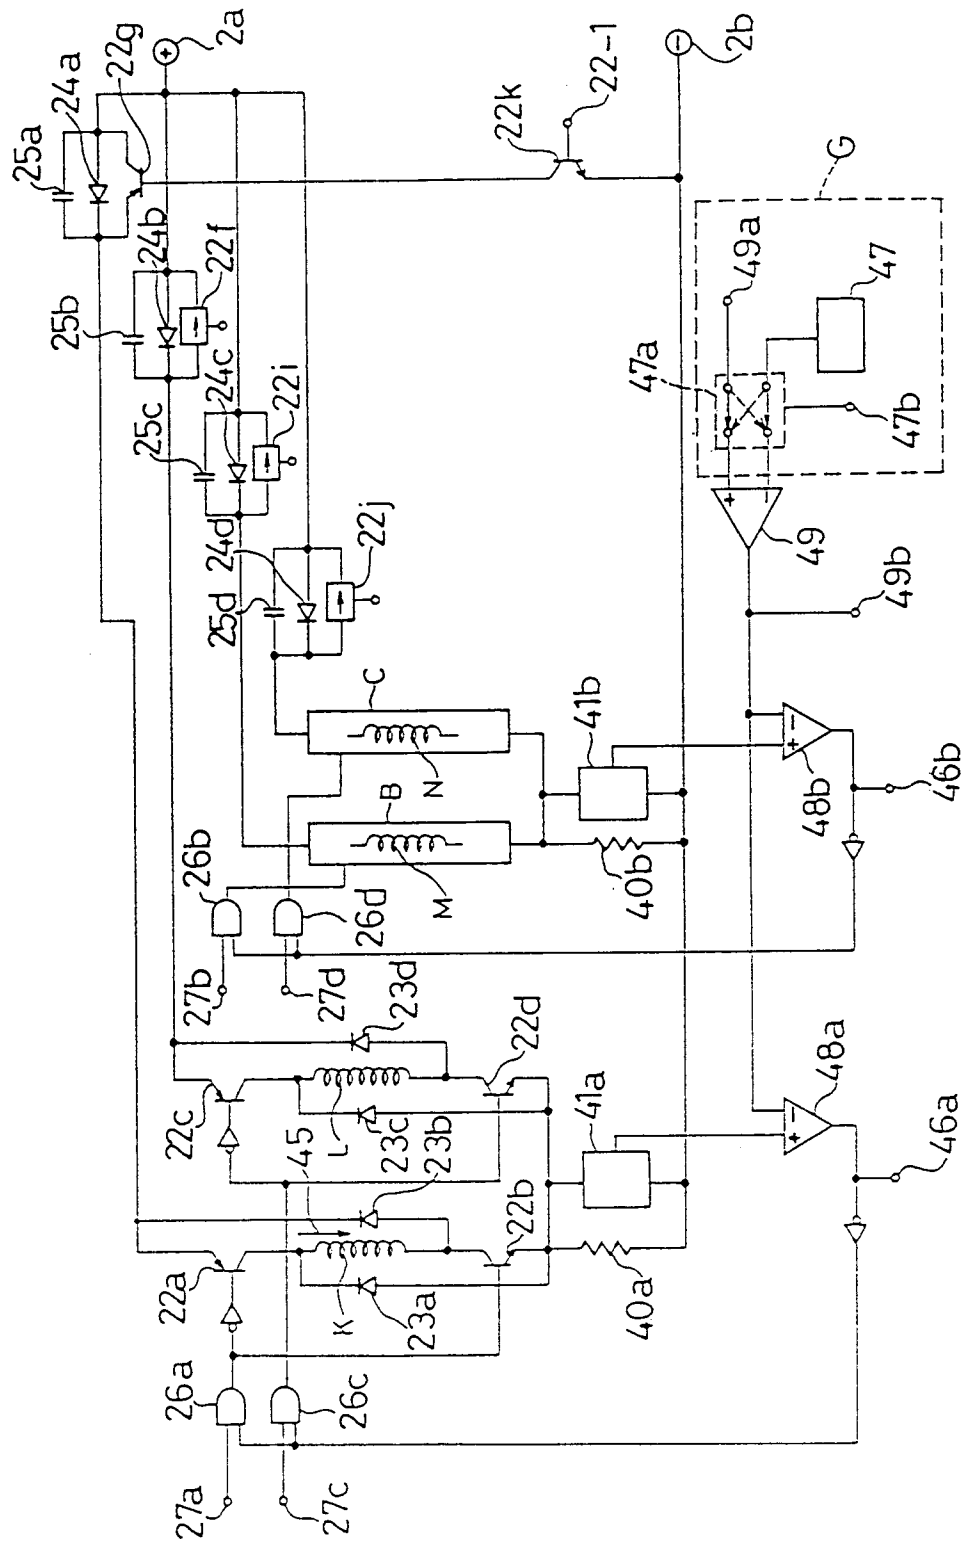 25a
24a
22g
2a
25b
24b
22f
25c
24c
22i
25d
24d
22j
22k
22-1
2b
G
49a
47
47a
47b
+
−
49
49b
C
N
B
M
41b
40b
+
−
48b
46b
26b
26d
27b
27d
23d
22d
22c
L
23c
45
23b
22b
22a
K
23a
41a
40a
+
−
48a
46a
26a
26c
27a
27c
+
−